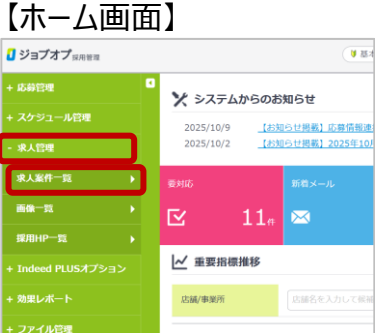 【ホーム画面】
ジョブオプ 採用管理
基本
+ 応募管理
システムからのお知らせ
+ スケジュール管理
2025/10/9 【お知らせ掲載】応募情報連
- 求人管理
2025/10/2 【お知らせ掲載】2025年10月
求人案件一覧
要対応
新着メール
画像一覧
11件
採用HP一覧
重要指標推移
+ Indeed PLUSオプション
+ 効果レポート
店舗/事業所
店舗名を入力して候補
+ ファイル管理